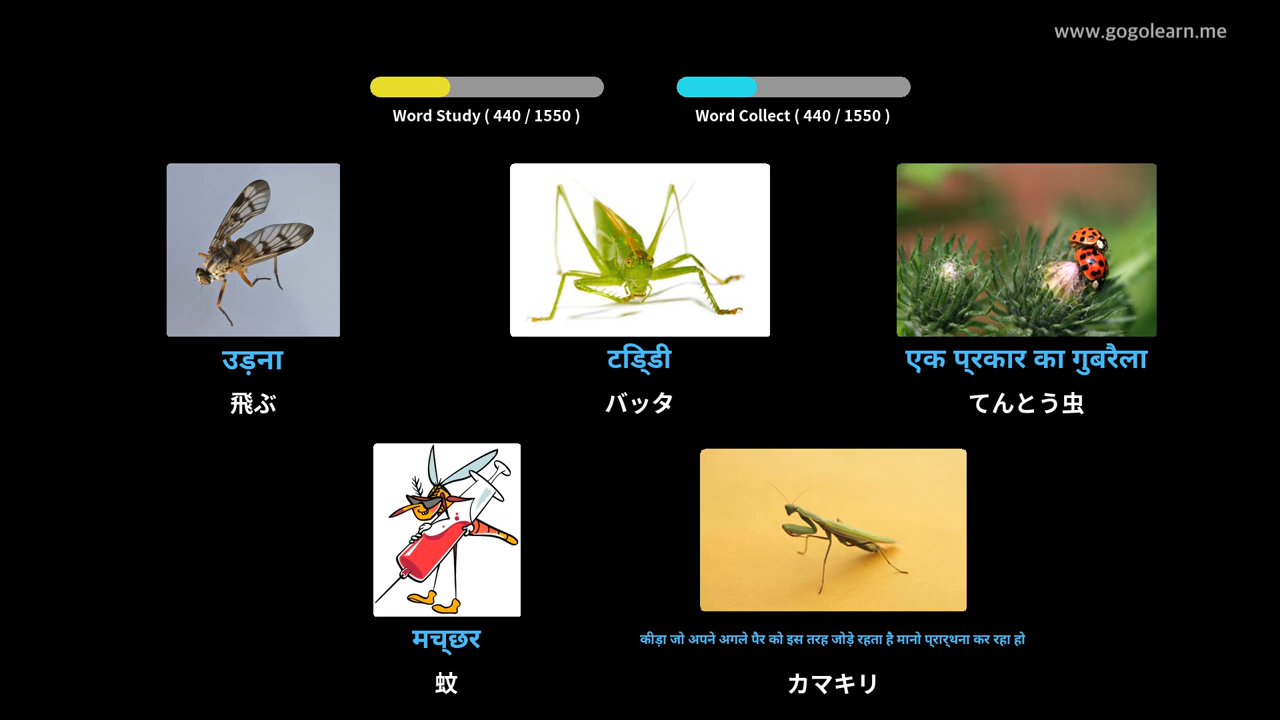 www.gogolearn.me
Word Study ( 440 / 1550 )
Word Collect ( 440 / 1550 )
उड़ना
टिड्डी
एक प्रकार का गुबरैला
飛ぶ
バッタ
てんとう虫
मच्छर
कीड़ा जो अपने अगले पैर को इस तरह जोड़े रहता है मानो प्रार्थना कर रहा हो
蚊
カマキリ